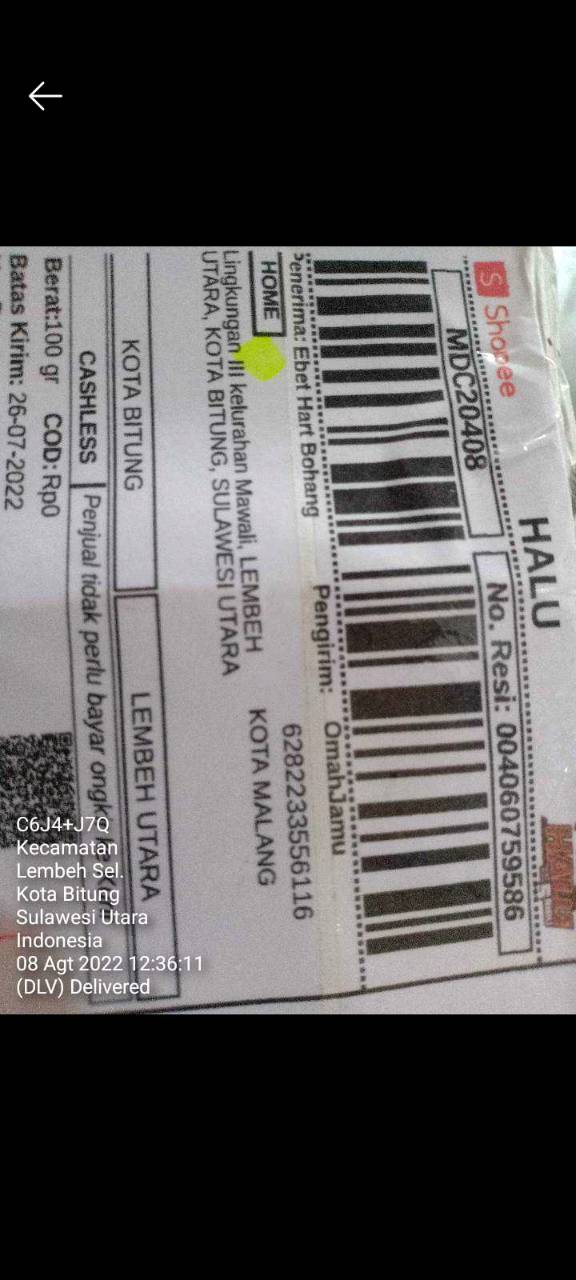 HALU
Shopee
MDC20408
No. Resi: 004060759586
Penerima: Ebet Hart Bohang
Pengirim: OmahJamu
6282233556116
HOME
KOTA MALANG
Lingkungan III kelurahan Mawali, LEMBEH
UTARA, KOTA BITUNG, SULAWESI UTARA
KOTA BITUNG
LEMBEH UTARA
CASHLESS
Penjual tidak perlu bayar ongkir
Berat:100 gr COD:Rp0
Batas Kirim: 26-07-2022
C6J4+J7Q
Kecamatan
Lembeh Sel.
Kota Bitung
Sulawesi Utara
Indonesia
08 Agt 2022 12:36:11
(DLV) Delivered